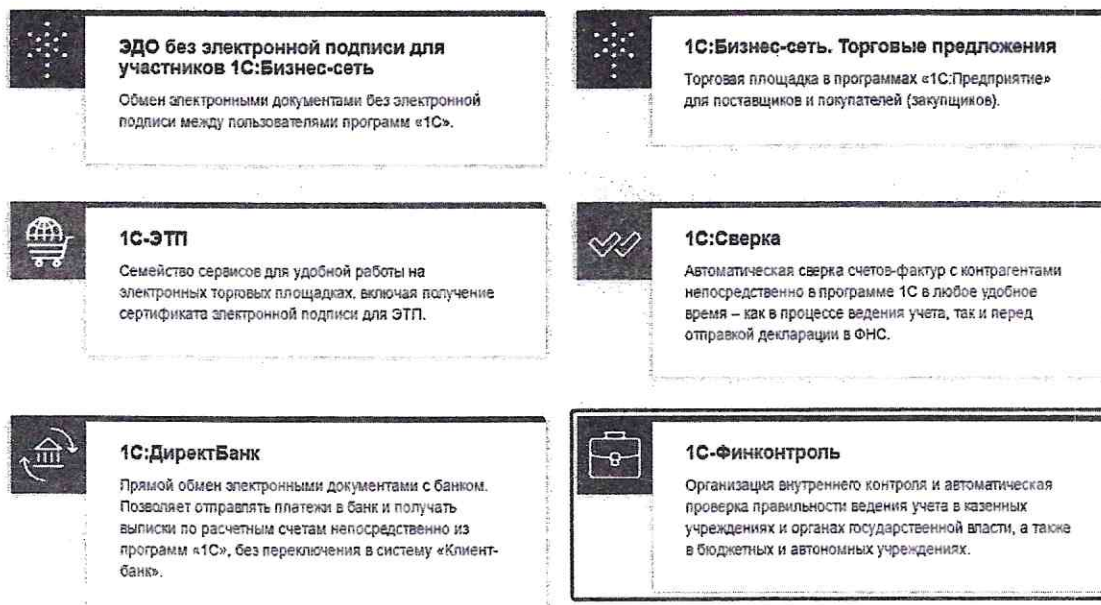 ЭДО без электронной подписи для
участников 1С:Бизнес-сеть
Обмен электронными документами без электронной
подписи между пользователями программ «1С».
1С:Бизнес-сеть. Торговые предложения
Торговая площадка в программах «1С:Предприятие»
для поставщиков и покупателей (закупщиков).
1С-ЭТП
Семейство сервисов для удобной работы на
электронных торговых площадках, включая получение
сертификата электронной подписи для ЭТП.
1С:Сверка
Автоматическая сверка счетов-фактур с контрагентами
непосредственно в программе 1С в любое удобное
время – как в процессе ведения учета, так и перед
отправкой декларации в ФНС.
1С:ДиректБанк
Прямой обмен электронными документами с банком.
Позволяет отправлять платежи в банк и получать
выписки по расчетным счетам непосредственно из
программ «1С», без переключения в систему «Клиент-
банк».
1С-Финконтроль
Организация внутреннего контроля и автоматическая
проверка правильности ведения учета в казенных
учреждениях и органах государственной власти, а также
в бюджетных и автономных учреждениях.